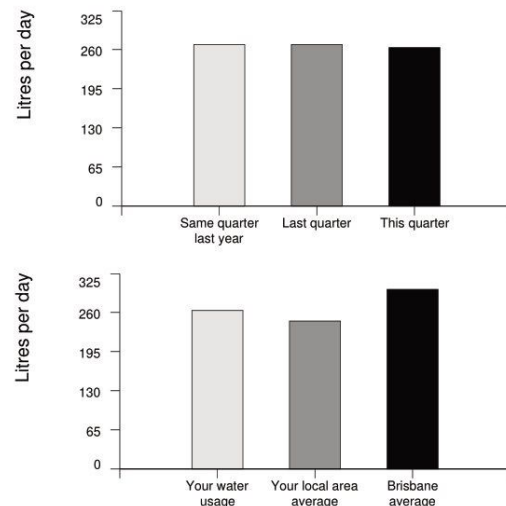 Litres per day
325
260
195
130
65
0
Same quarter
last year
Last quarter
This quarter
Litres per day
325
260
195
130
65
0
Your water
usage
Your local area
average
Brisbane
average